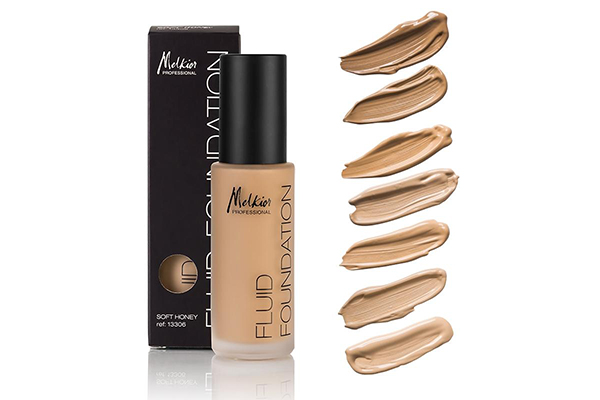 Melkior
PROFESSIONAL
FLUID FOUNDATION
SOFT HONEY
ref: 13306
Melkior
PROFESSIONAL
FLUID
FOUNDATION